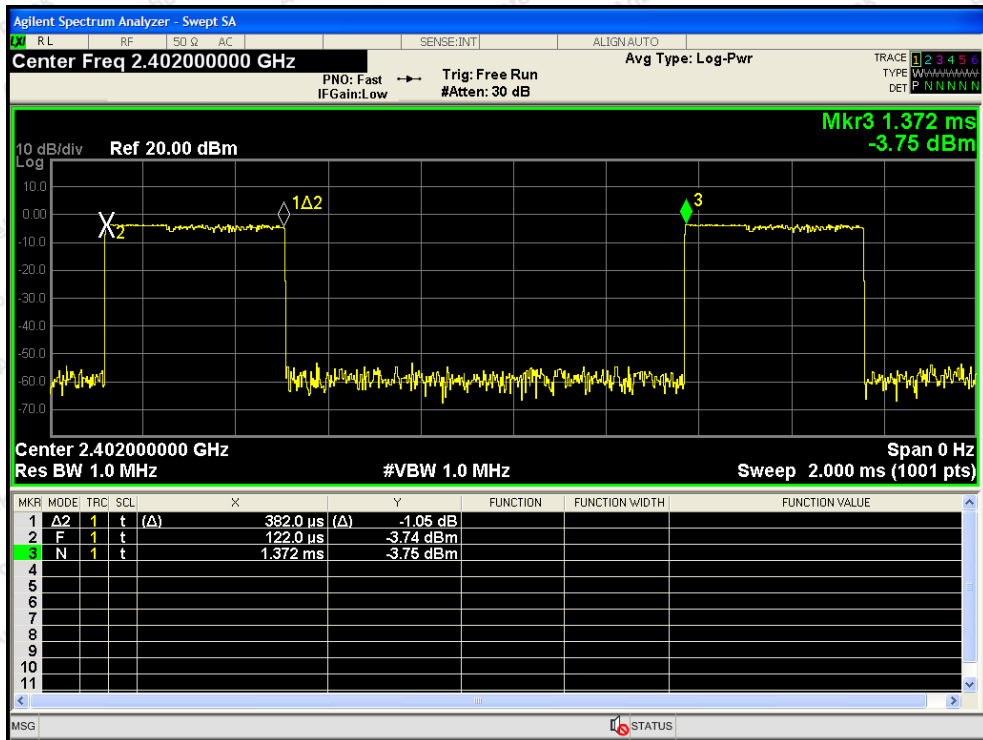 Agilent Spectrum Analyzer - Swept SA
LXI RL RF 50 Ω AC SENSE:INT ALIGNAUTO
Center Freq 2.402000000 GHz
PNO: Fast
IFGain:Low
Trig: Free Run
#Atten: 30 dB
Avg Type: Log-Pwr
TRACE 1 2 3 4 5 6
TYPE WWWWWW
DET P N N N N N
Mkr3 1.372 ms
-3.75 dBm
10 dB/div Ref 20.00 dBm
Log
10.0
0.00
-10.0
-20.0
-30.0
-40.0
-50.0
-60.0
-70.0
X2
1Δ2
3
Center 2.402000000 GHz Span 0 Hz
Res BW 1.0 MHz #VBW 1.0 MHz Sweep 2.000 ms (1001 pts)
MKR MODE TRC SCL X Y FUNCTION FUNCTION WIDTH FUNCTION VALUE
1 Δ2 1 t (Δ) 382.0 µs (Δ) -1.05 dB
2 F 1 t 122.0 µs -3.74 dBm
3 N 1 t 1.372 ms -3.75 dBm
4
5
6
7
8
9
10
11
MSG STATUS